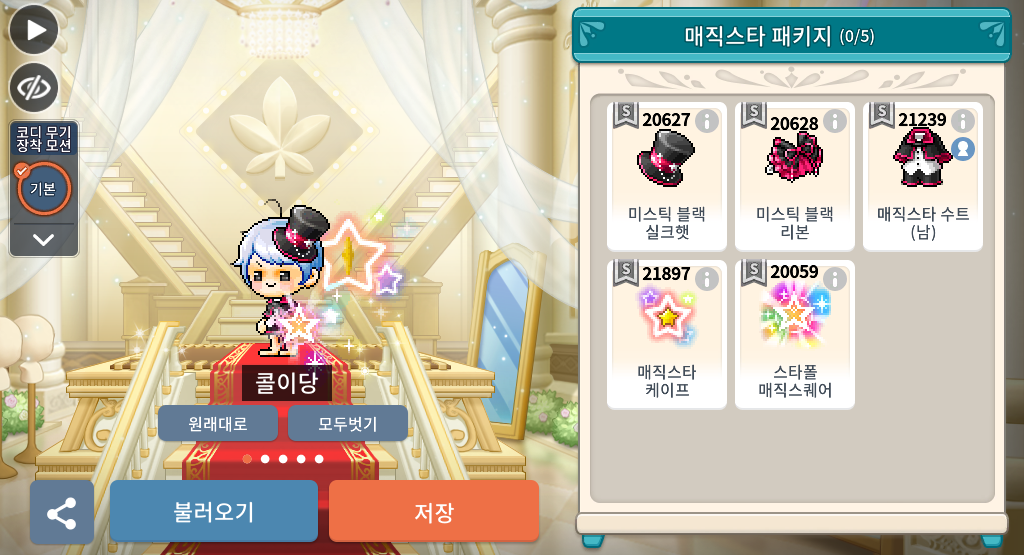 매직스타 패키지 (0/5)
코디 무기
장착 모션
기본
S 20627
미스틱 블랙
실크햇
S 20628
미스틱 블랙
리본
S 21239
매직스타 수트
(남)
S 21897
매직스타
케이프
S 20059
스타폴
매직스퀘어
콜이당
원래대로
모두벗기
불러오기
저장